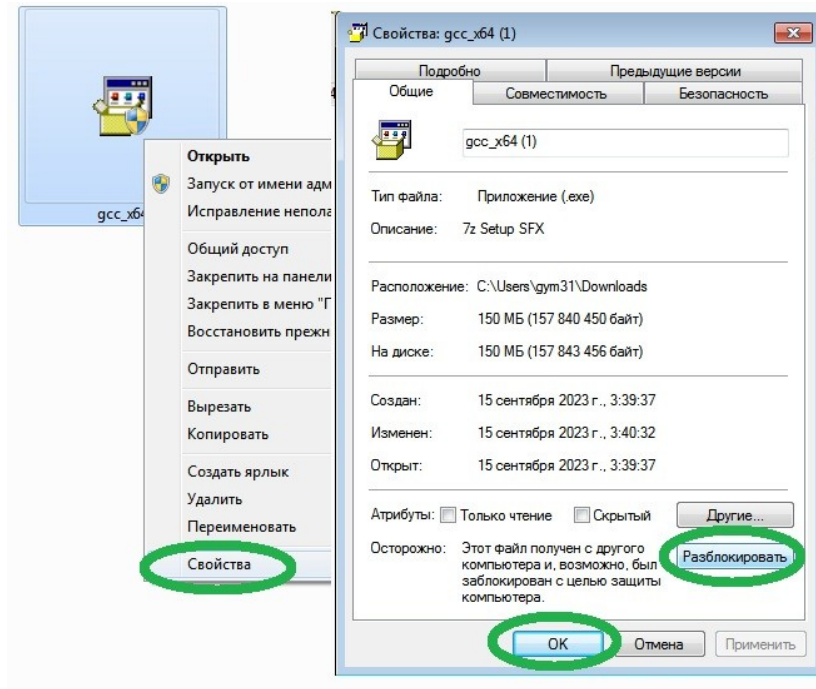 gcc_x64
Открыть
Запуск от имени адм
Исправление непола
Общий доступ
Закрепить на панели
Закрепить в меню "Г
Восстановить прежн
Отправить
Вырезать
Копировать
Создать ярлык
Удалить
Переименовать
Свойства
Свойства: gcc_x64 (1)
Подробно Предыдущие версии
Общие Совместимость Безопасность
gcc_x64 (1)
Тип файла: Приложение (.exe)
Описание: 7z Setup SFX
Расположение: C:\Users\gym31\Downloads
Размер: 150 МБ (157 840 450 байт)
На диске: 150 МБ (157 843 456 байт)
Создан: 15 сентября 2023 г., 3:39:37
Изменен: 15 сентября 2023 г., 3:40:32
Открыт: 15 сентября 2023 г., 3:39:37
Атрибуты: Только чтение Скрытый Другие...
Осторожно: Этот файл получен с другого
компьютера и, возможно, был
заблокирован с целью защиты
компьютера.
Разблокировать
ОК Отмена Применить